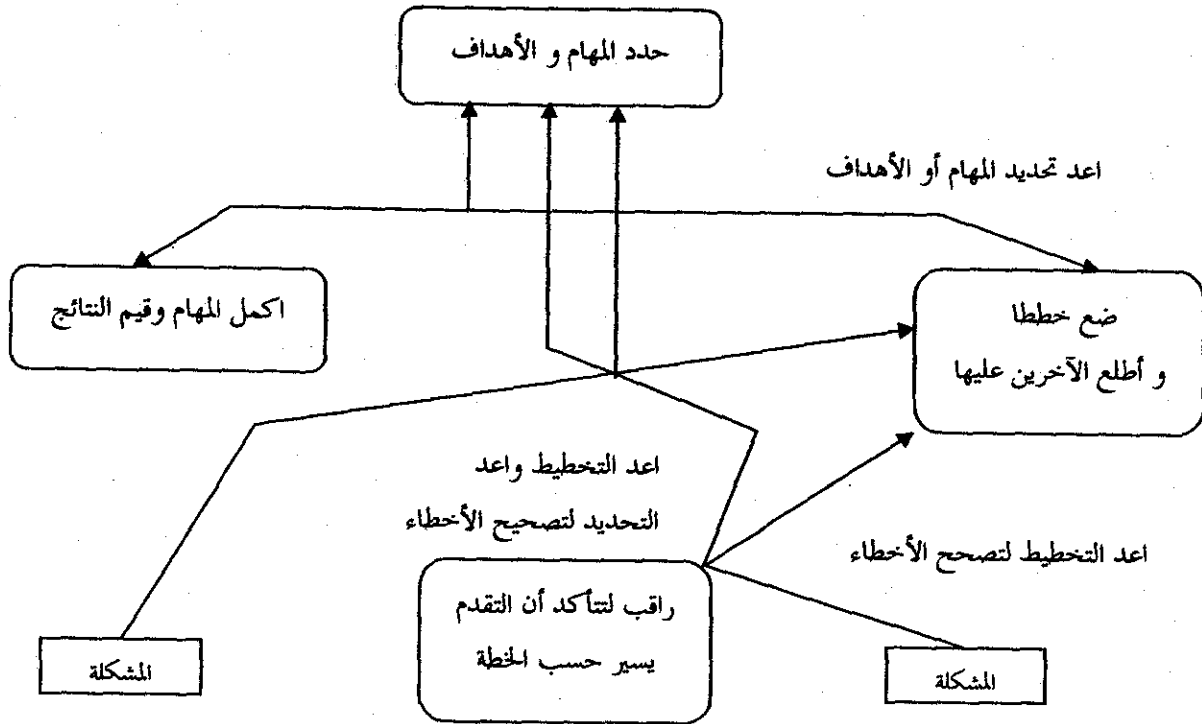 حدد المهام و الأهداف
اعد تحديد المهام أو الأهداف
اكمل المهام وقيم النتائج
ضع خططا
و أطلع الآخرين عليها
اعد التخطيط واعد
التحديد لتصحيح الأخطاء
اعد التخطيط لتصحح الأخطاء
راقب لتتأكد أن التقدم
يسير حسب الخطة
المشكلة
المشكلة